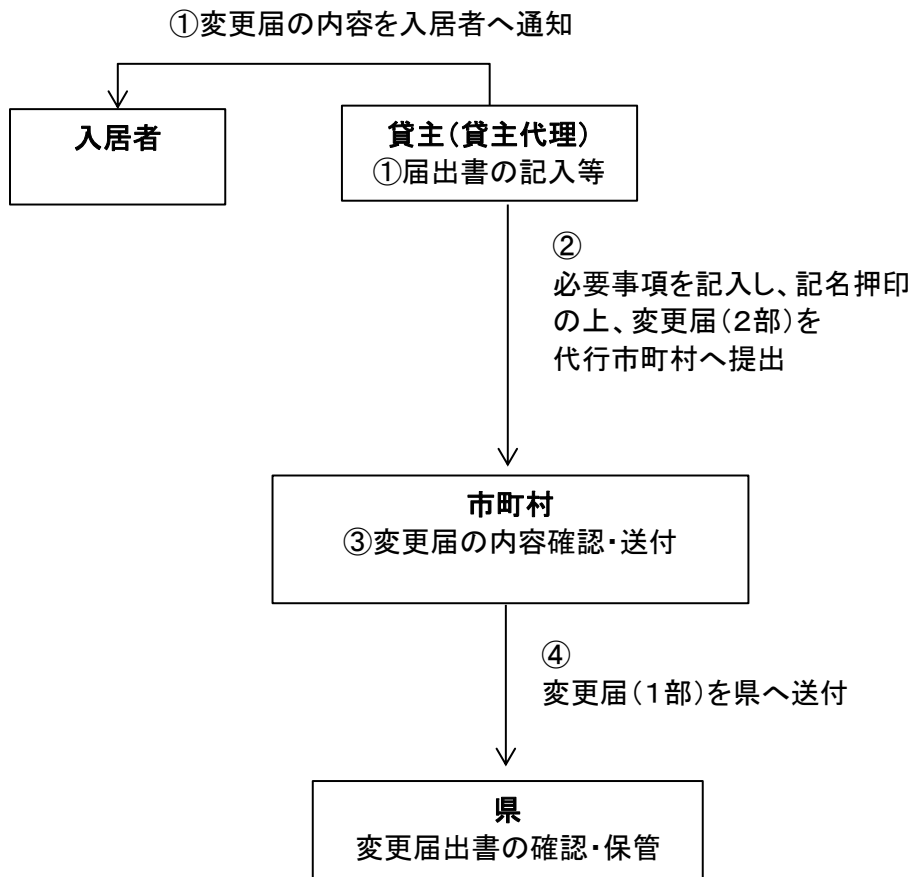 ①変更届の内容を入居者へ通知
入居者
貸主(貸主代理)
①届出書の記入等
②
必要事項を記入し、記名押印
の上、変更届(2部)を
代行市町村へ提出
市町村
③変更届の内容確認・送付
④
変更届(1部)を県へ送付
県
変更届出書の確認・保管